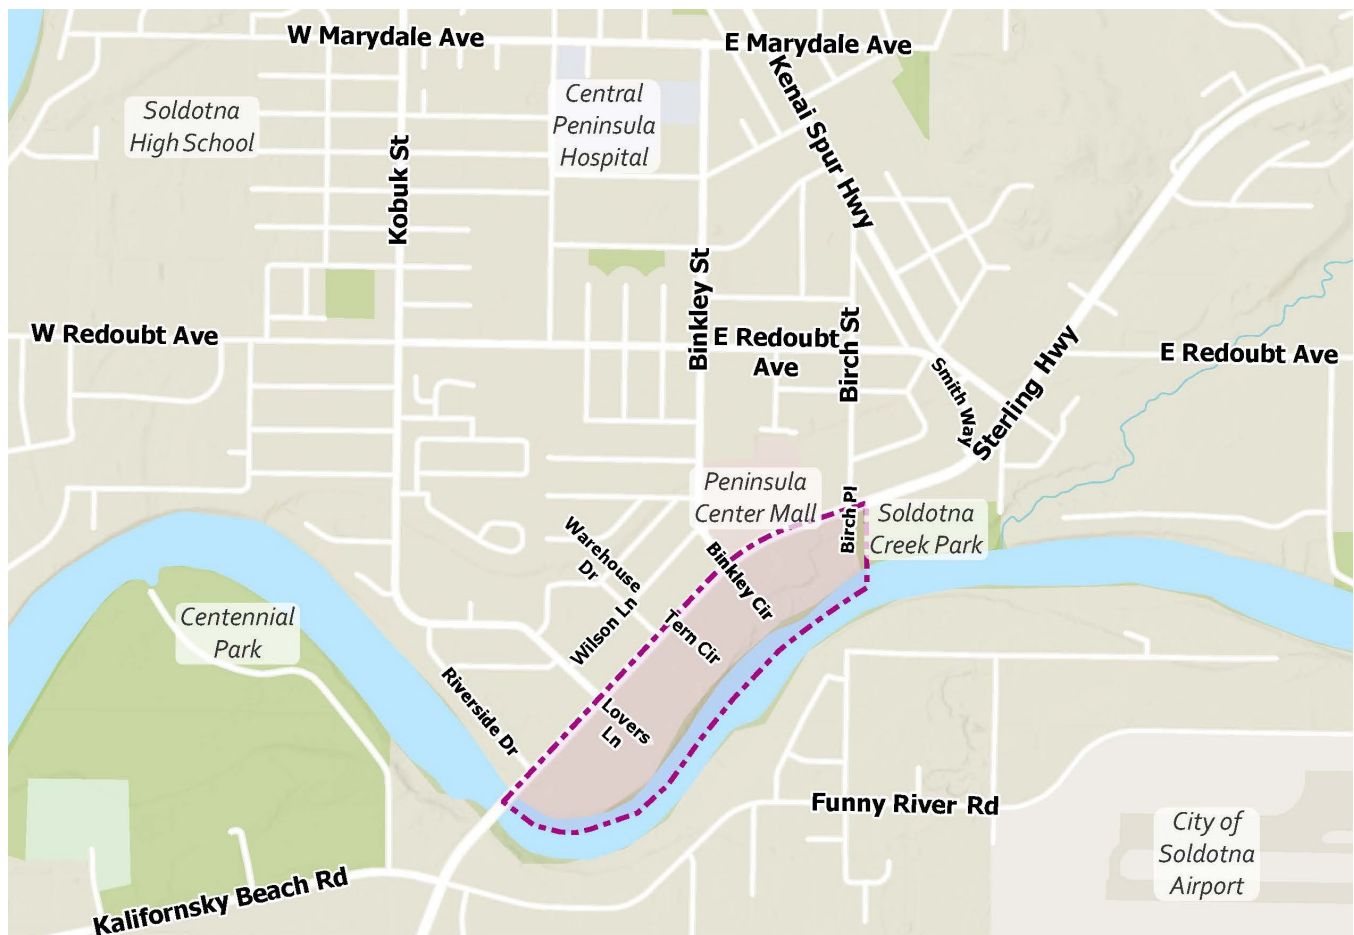 W Marydale Ave
E Marydale Ave
Soldotna
High School
Central
Peninsula
Hospital
Kenai Spur Hwy
Kobuk St
Binkley St
W Redoubt Ave
E Redoubt
Ave
Birch St
E Redoubt Ave
Smith Way
Sterling Hwy
Peninsula
Center Mall
Birch Pl
Soldotna
Creek Park
Warehouse
Dr
Binkley Cir
Wilson Ln
Tern Cir
Centennial
Park
Riverside Dr
Lovers
Ln
Funny River Rd
City of
Soldotna
Airport
Kalifornsky Beach Rd